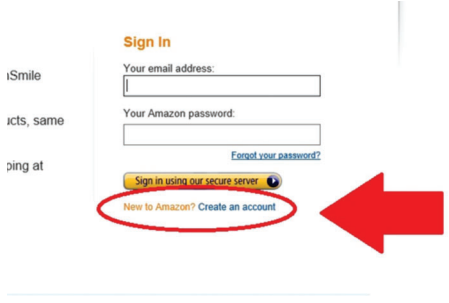 Sign In
Your email address:
nSmile
Your Amazon password:
ucts, same
Forgot your password?
ping at
Sign in using our secure server
New to Amazon? Create an account